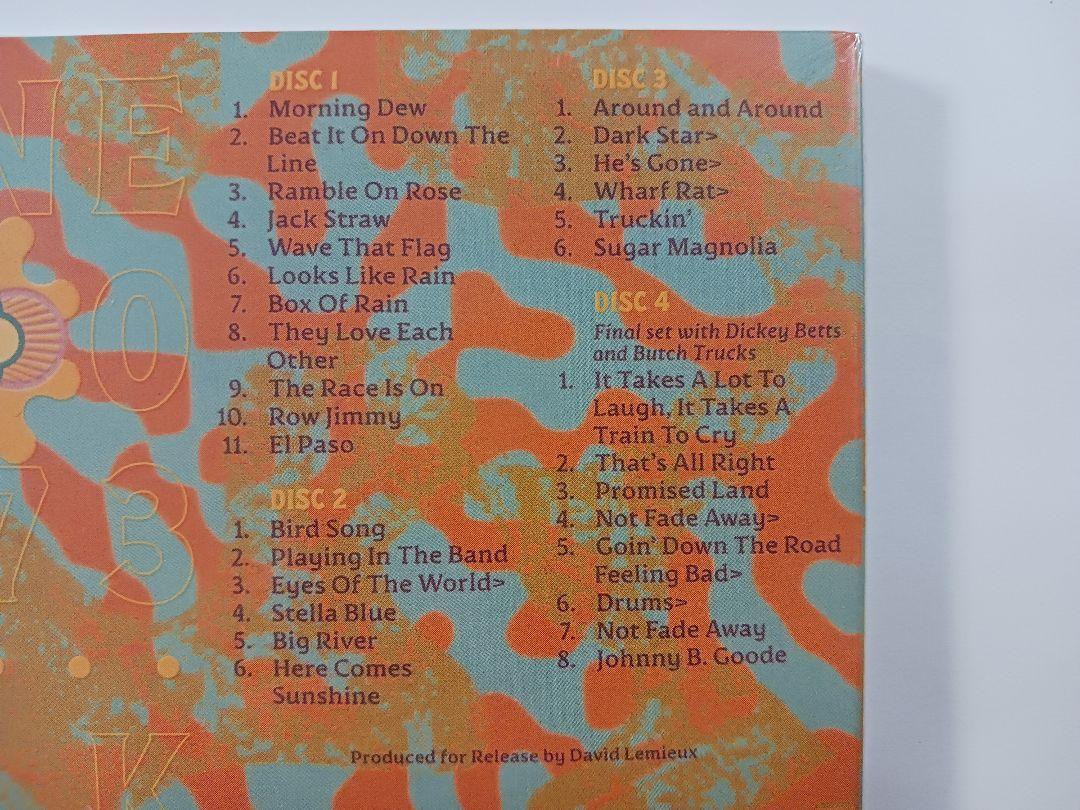 NE
0
73
K
DISC 1
1. Morning Dew
2. Beat It On Down The
Line
3. Ramble On Rose
4. Jack Straw
5. Wave That Flag
6. Looks Like Rain
7. Box Of Rain
8. They Love Each
Other
9. The Race Is On
10. Row Jimmy
11. El Paso
DISC 2
1. Bird Song
2. Playing In The Band
3. Eyes Of The World>
4. Stella Blue
5. Big River
6. Here Comes
Sunshine
DISC 3
1. Around and Around
2. Dark Star>
3. He's Gone>
4. Wharf Rat>
5. Truckin'
6. Sugar Magnolia
DISC 4
Final set with Dickey Betts
and Butch Trucks
1. It Takes A Lot To
Laugh, It Takes A
Train To Cry
2. That's All Right
3. Promised Land
4. Not Fade Away>
5. Goin' Down The Road
Feeling Bad>
6. Drums>
7. Not Fade Away
8. Johnny B. Goode
Produced for Release by David Lemieux